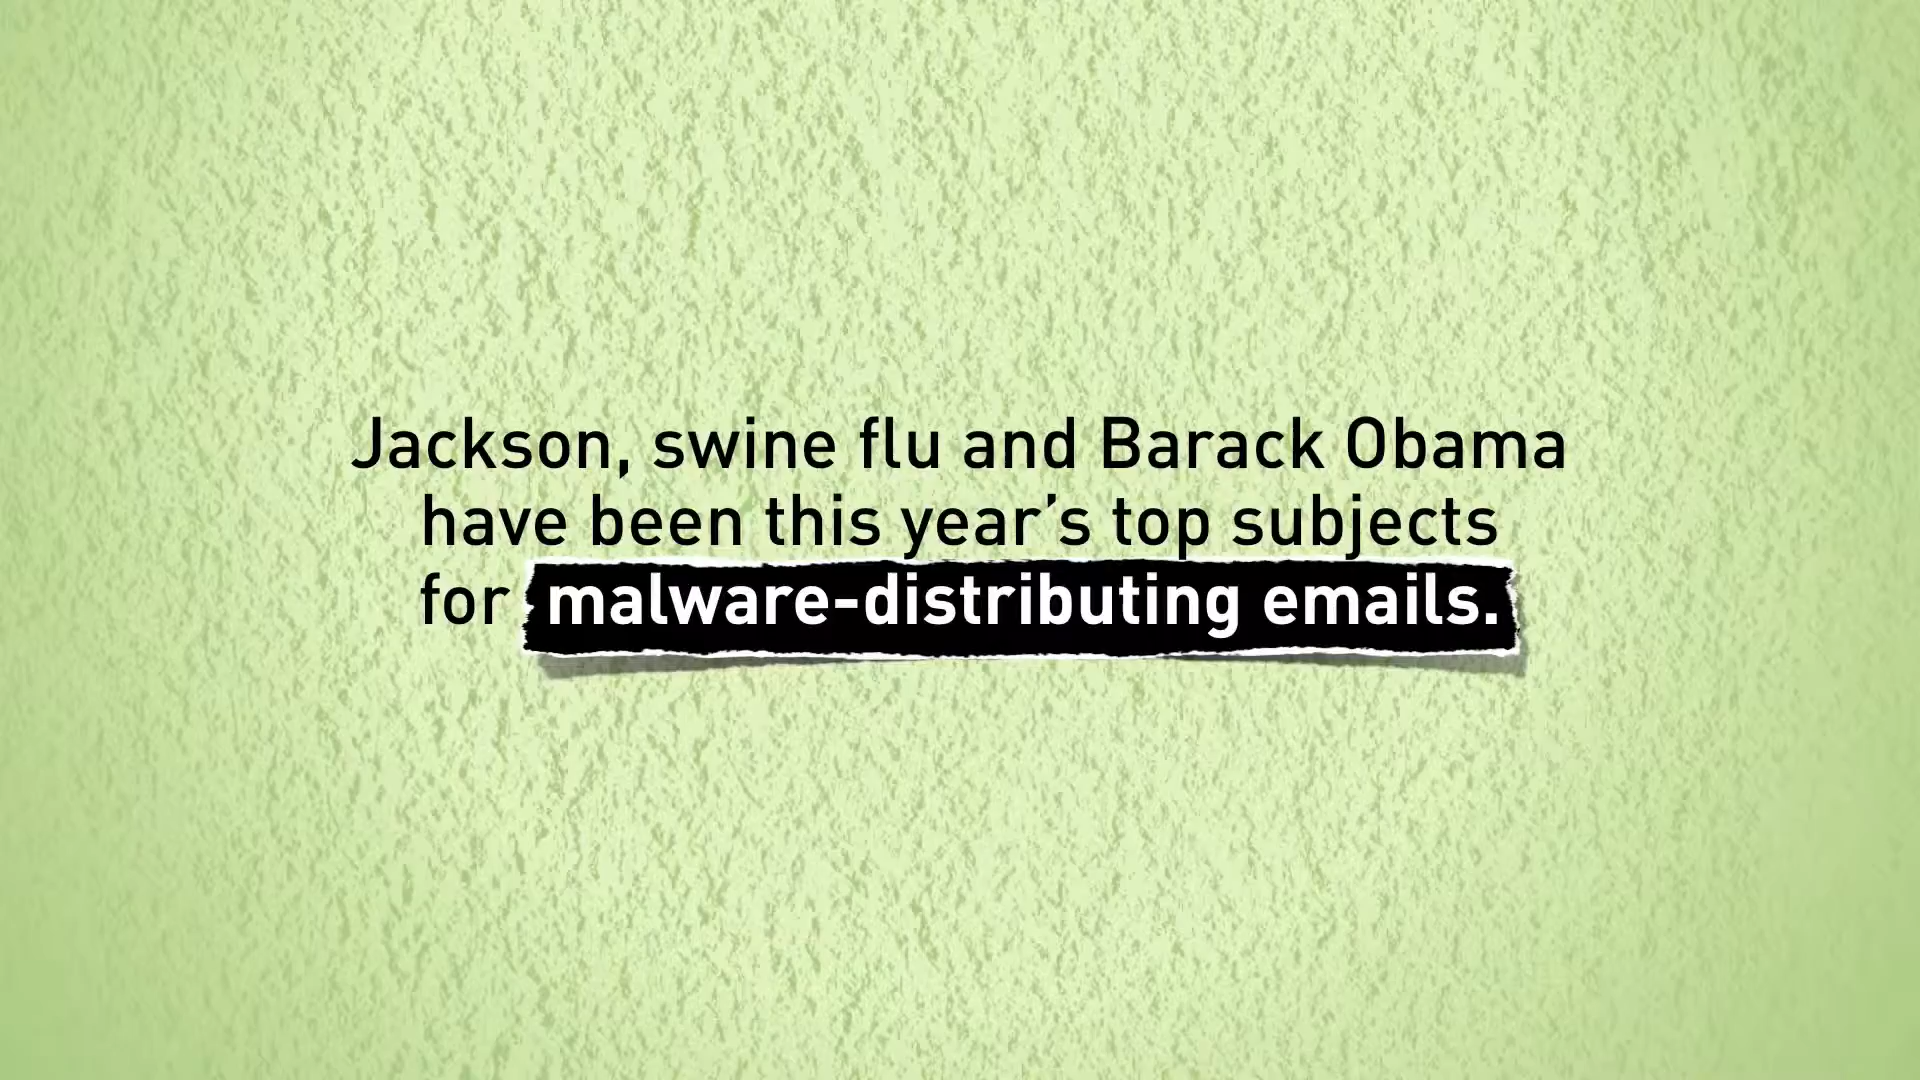 Jackson, swine flu and Barack Obama
have been this year’s top subjects
for malware-distributing emails.